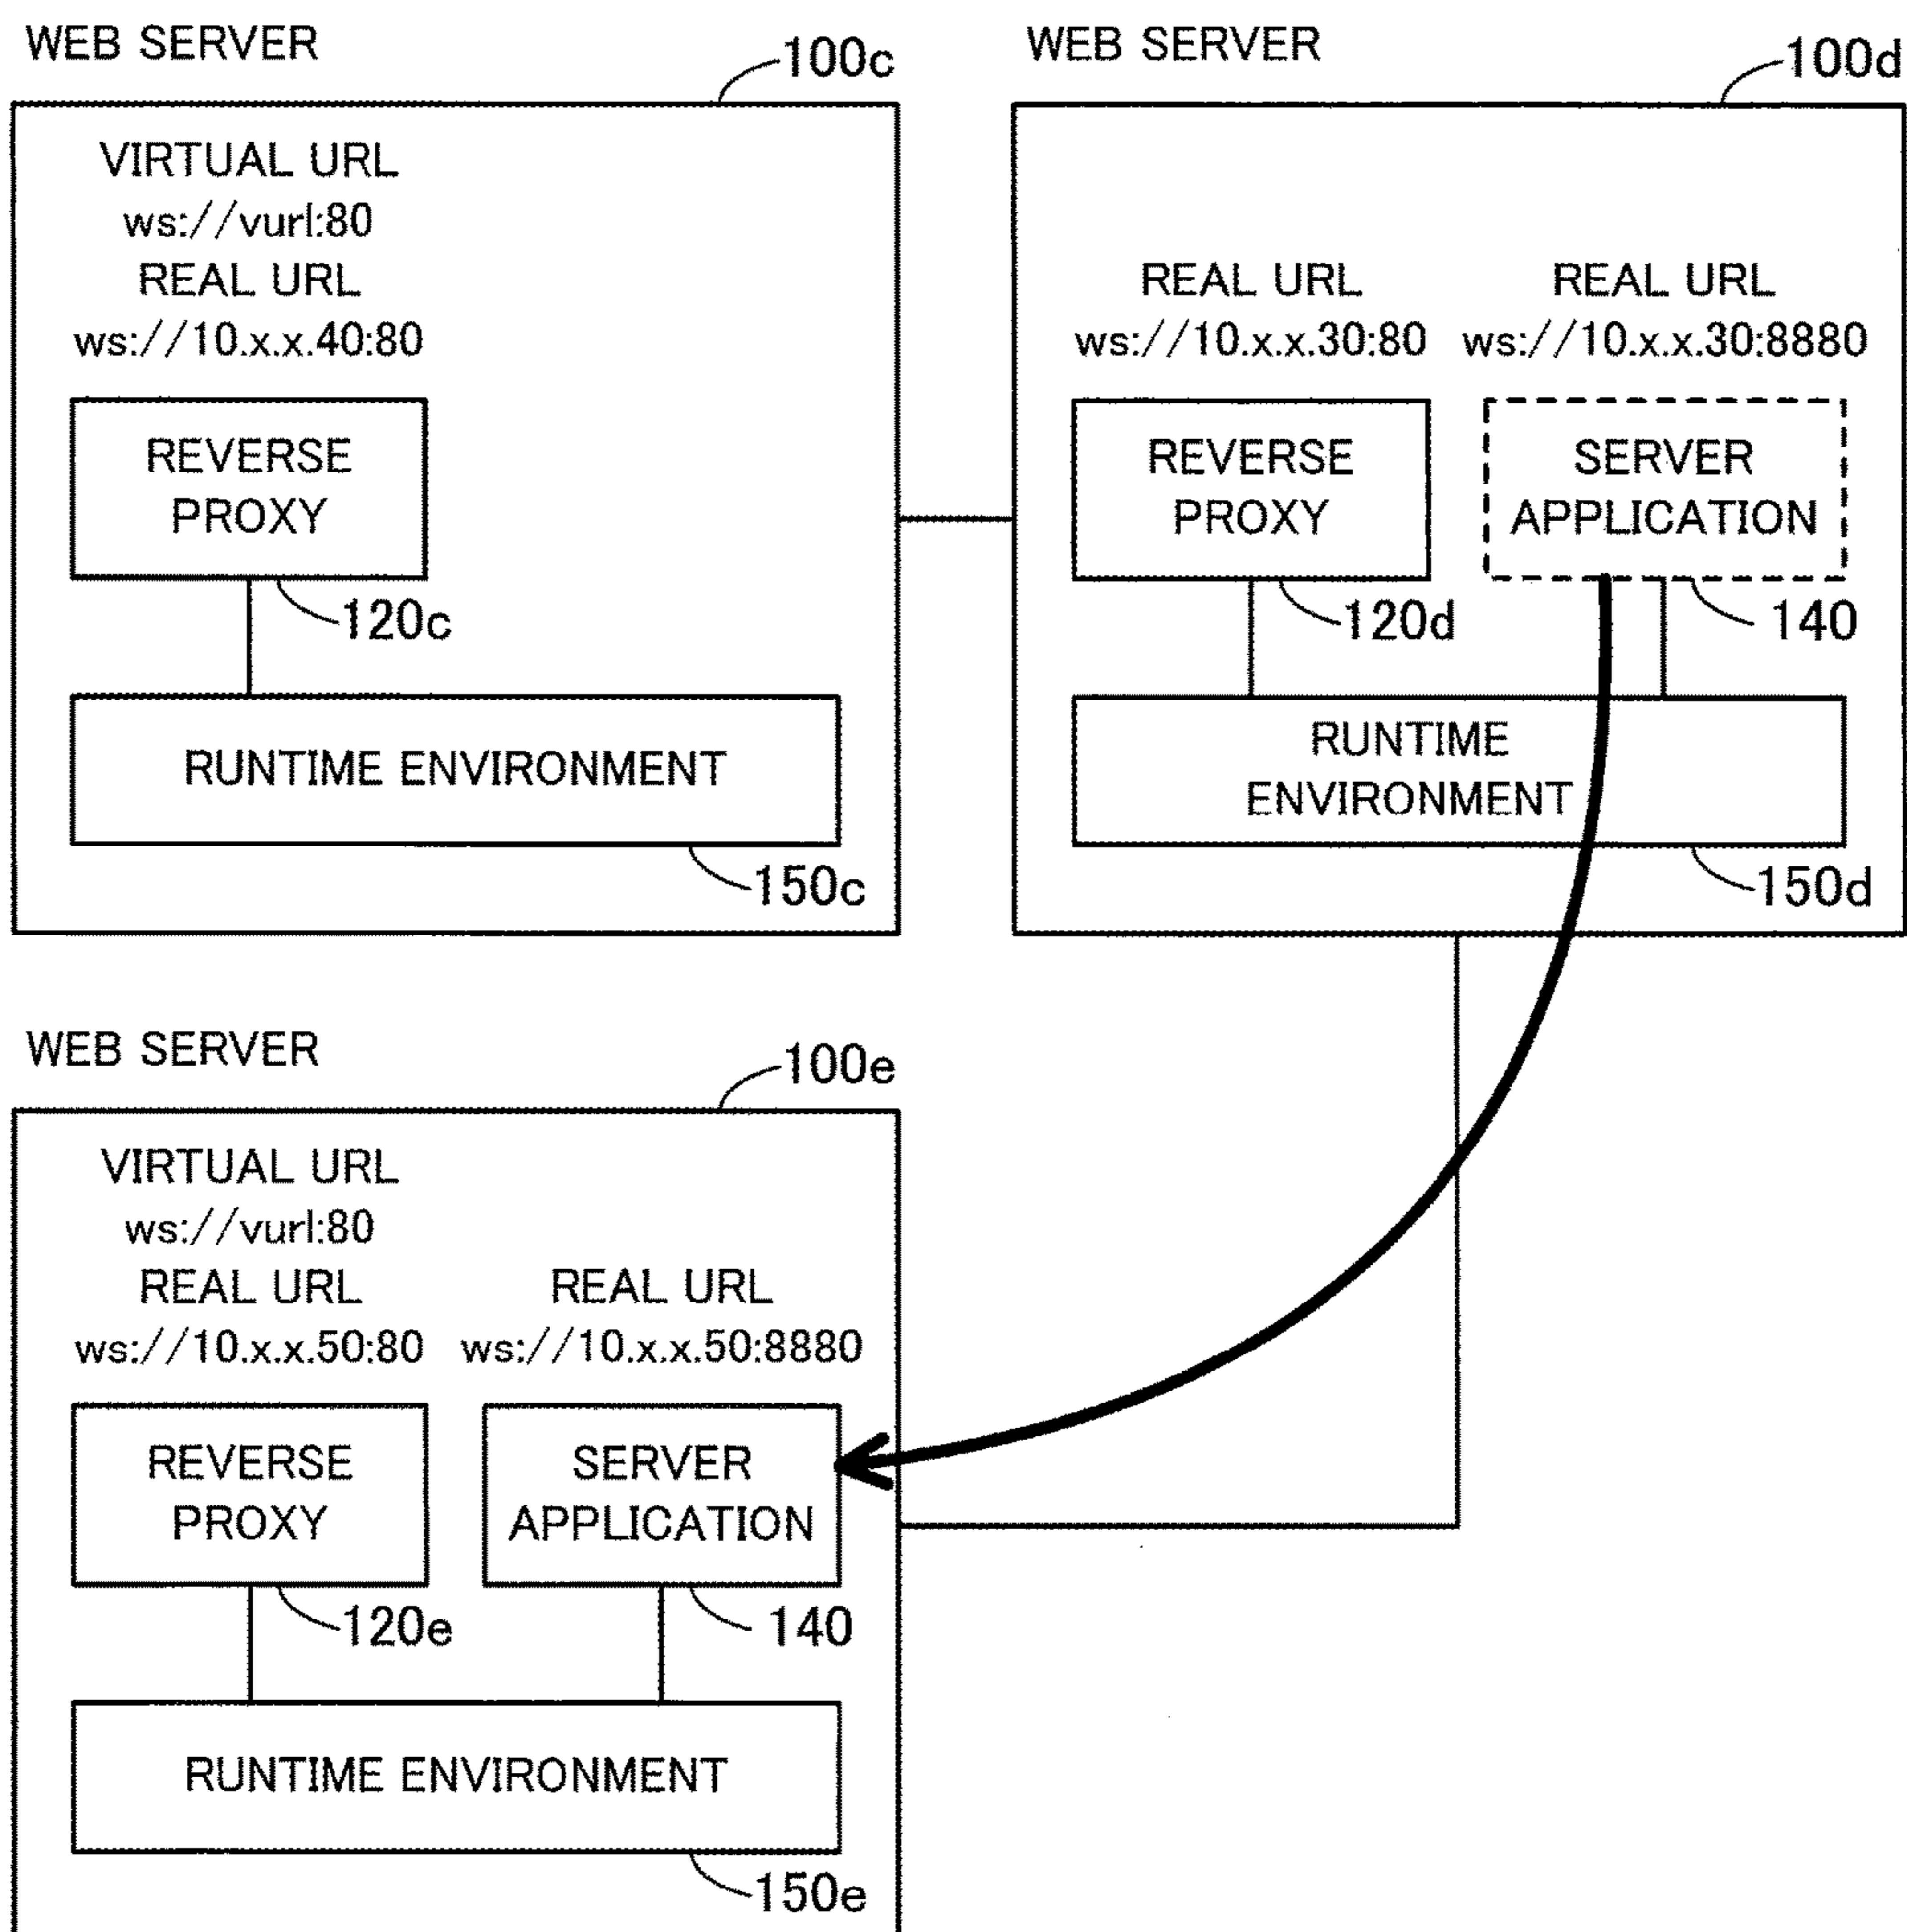 WEB SERVER
100c
VIRTUAL URL
ws://vurl:80
REAL URL
ws://10.x.x.40:80
REVERSE
PROXY
120c
RUNTIME ENVIRONMENT
150c
WEB SERVER
100d
REAL URL
ws://10.x.x.30:80
REAL URL
ws://10.x.x.30:8880
REVERSE
PROXY
120d
SERVER
APPLICATION
140
RUNTIME
ENVIRONMENT
150d
WEB SERVER
100e
VIRTUAL URL
ws://vurl:80
REAL URL
ws://10.x.x.50:80
REAL URL
ws://10.x.x.50:8880
REVERSE
PROXY
120e
SERVER
APPLICATION
140
RUNTIME ENVIRONMENT
150e